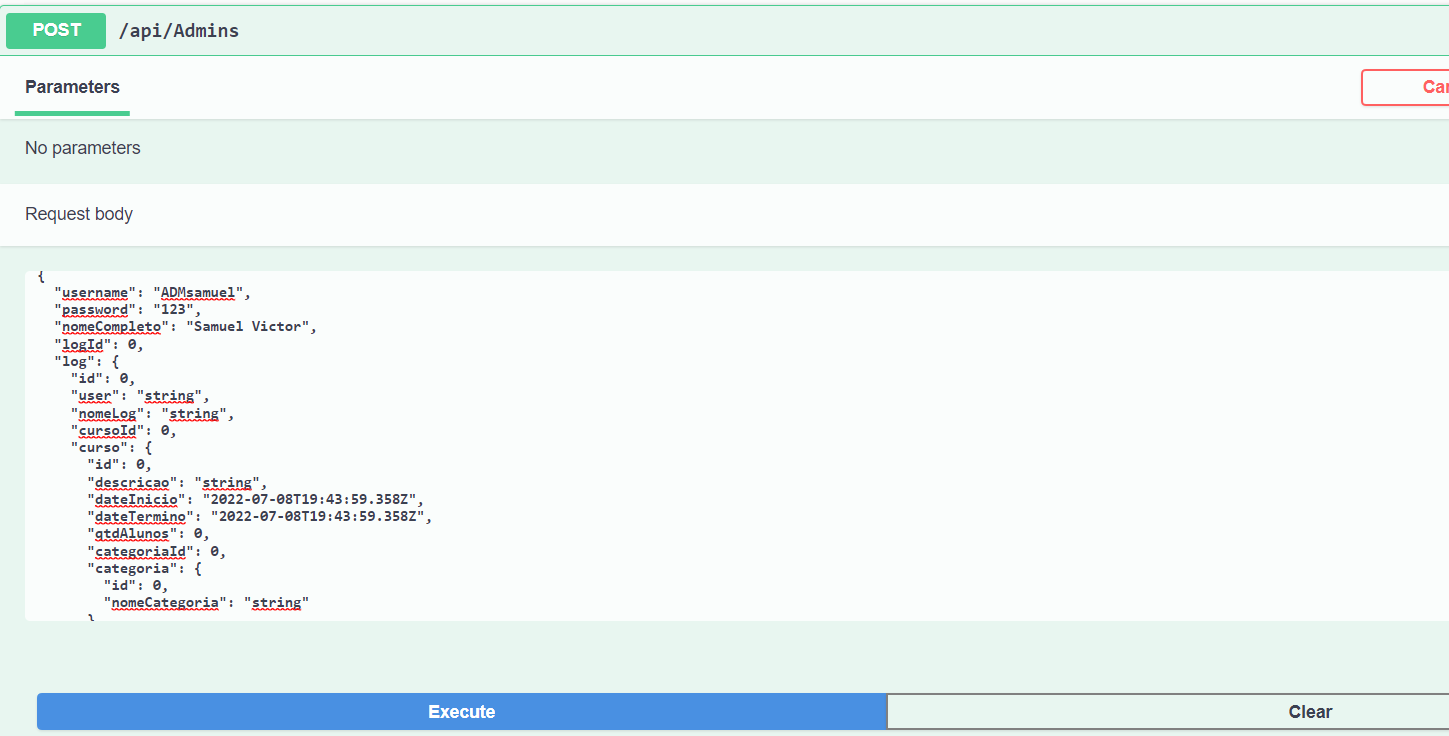 POST /api/Admins
Parameters
Car
No parameters
Request body
{
"username": "ADMsamuel",
"password": "123",
"nomeCompleto": "Samuel Victor",
"logId": 0,
"log": {
"id": 0,
"user": "string",
"nomeLog": "string",
"cursoId": 0,
"curso": {
"id": 0,
"descricao": "string",
"dateInicio": "2022-07-08T19:43:59.358Z",
"dateTermino": "2022-07-08T19:43:59.358Z",
"qtdAlunos": 0,
"categoriaId": 0,
"categoria": {
"id": 0,
"nomeCategoria": "string"
}
Execute
Clear